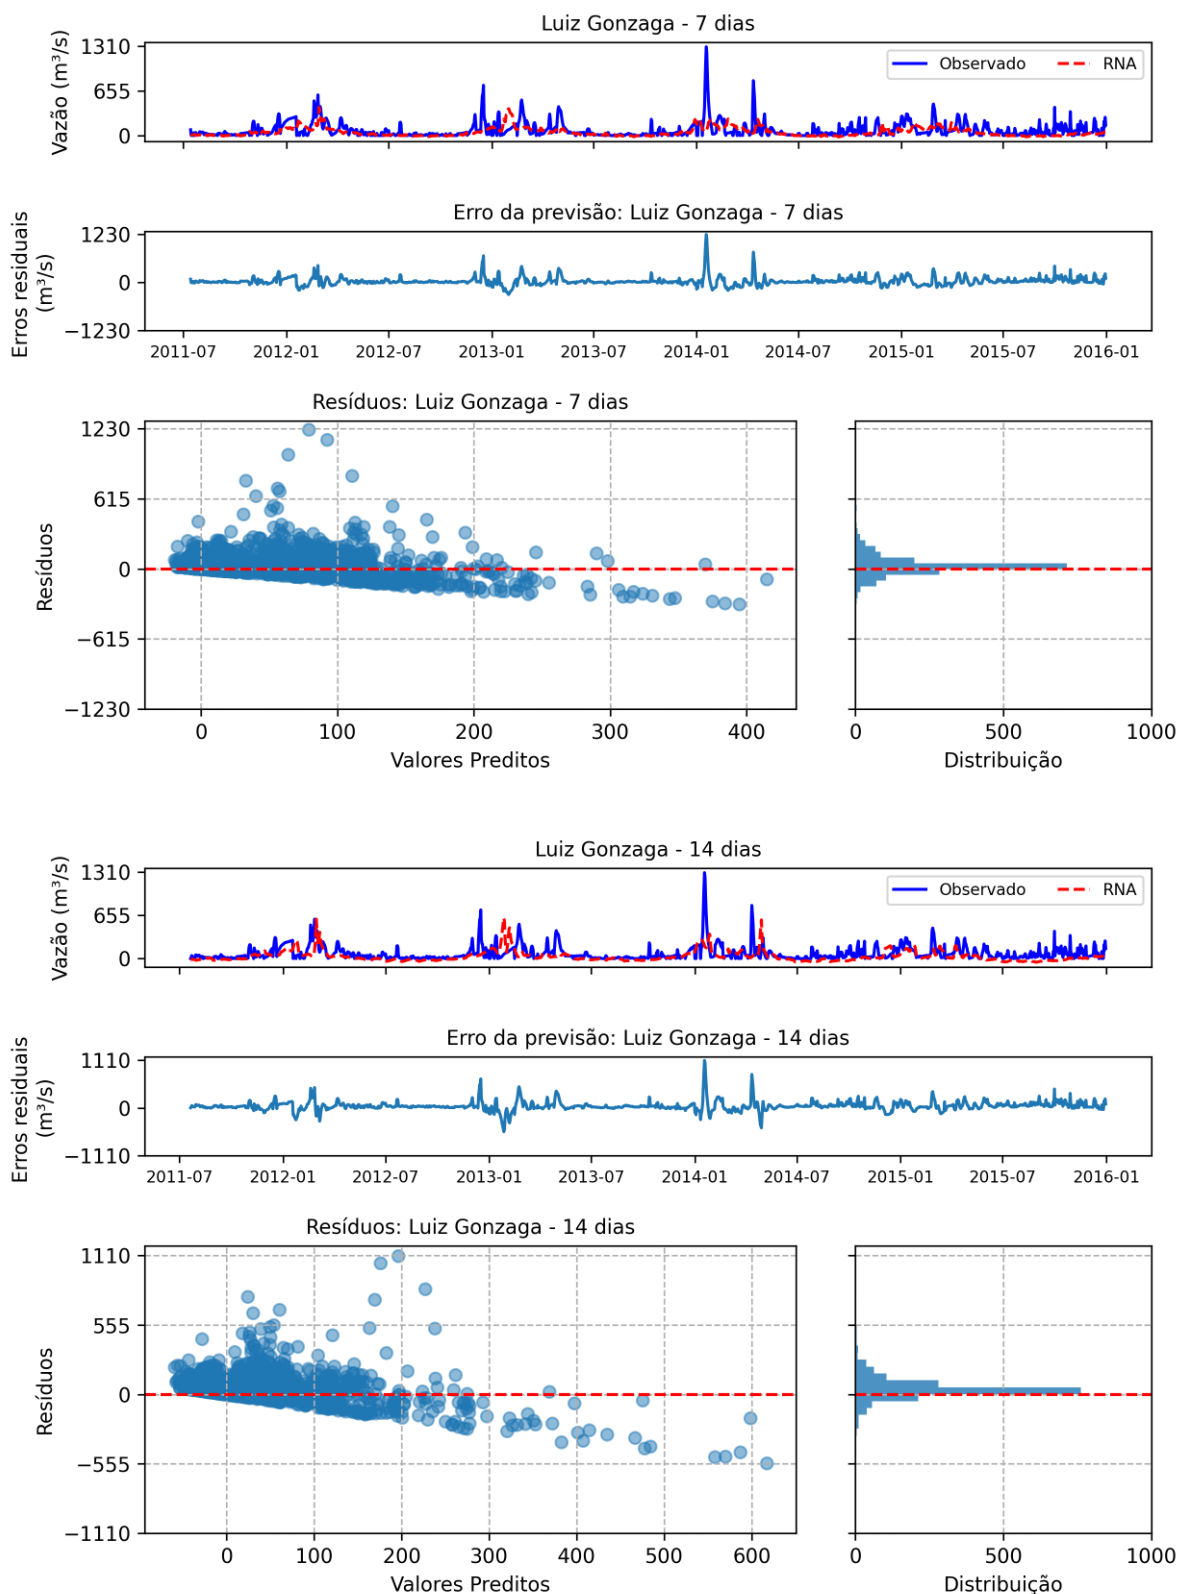 Luiz Gonzaga - 7 dias
Vazão (m³/s)
1310
655
0
Observado
RNA
Erro da previsão: Luiz Gonzaga - 7 dias
Erros residuais
(m³/s)
1230
0
−1230
2011-07 2012-01 2012-07 2013-01 2013-07 2014-01 2014-07 2015-01 2015-07 2016-01
Resíduos: Luiz Gonzaga - 7 dias
Resíduos
1230
615
0
−615
−1230
0 100 200 300 400
Valores Preditos
0 500 1000
Distribuição
Luiz Gonzaga - 14 dias
Vazão (m³/s)
1310
655
0
Observado
RNA
Erro da previsão: Luiz Gonzaga - 14 dias
Erros residuais
(m³/s)
1110
0
−1110
2011-07 2012-01 2012-07 2013-01 2013-07 2014-01 2014-07 2015-01 2015-07 2016-01
Resíduos: Luiz Gonzaga - 14 dias
Resíduos
1110
555
0
−555
−1110
0 100 200 300 400 500 600
Valores Preditos
0 500 1000
Distribuição